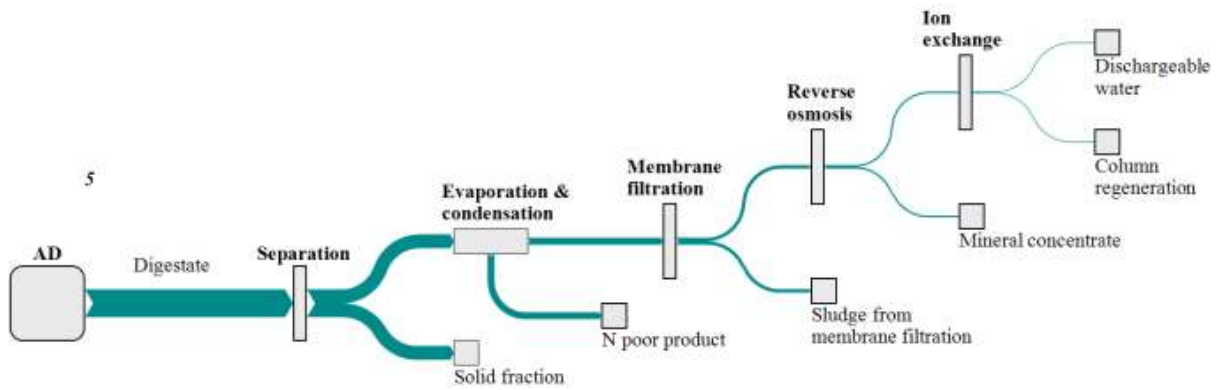 Ion
exchange
Dischargeable
water
Reverse
osmosis
Column
regeneration
5
Membrane
filtration
Evaporation &
condensation
Mineral concentrate
AD
Digestate
Separation
Sludge from
membrane filtration
N poor product
Solid fraction